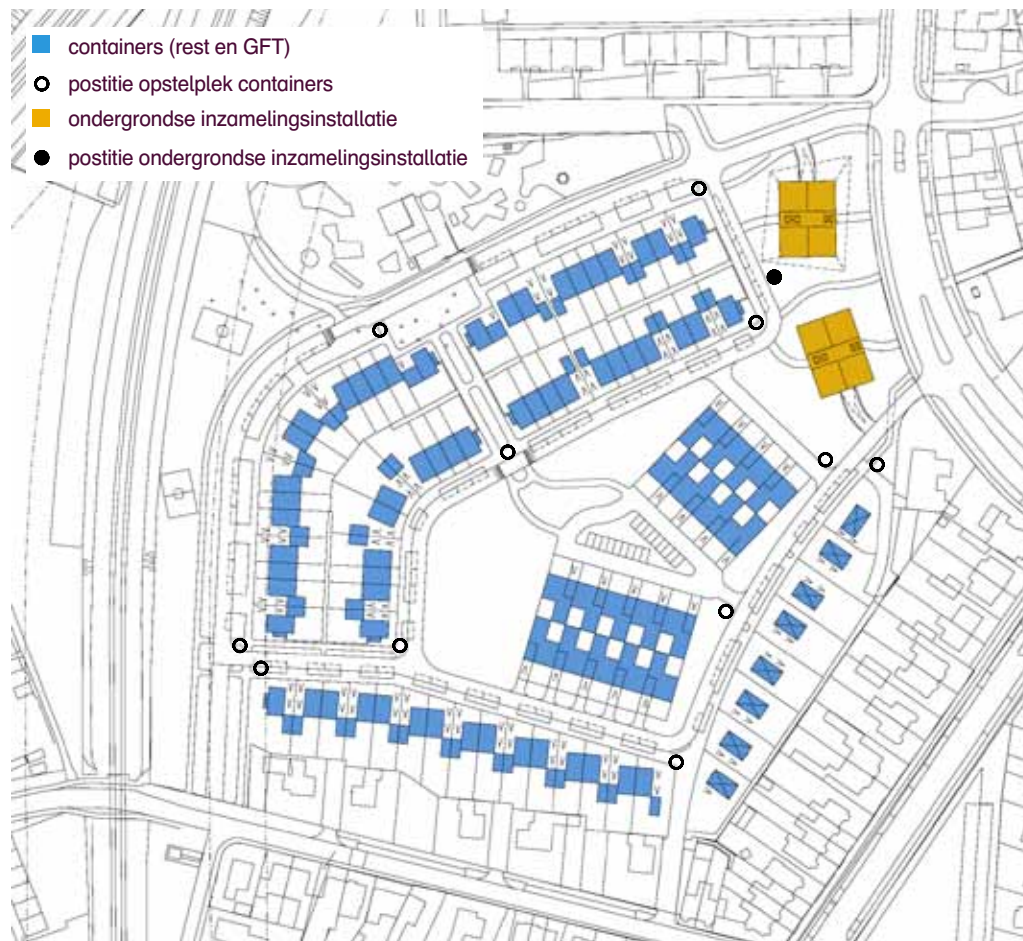 containers (rest en GFT)
postitie opstelplek containers
ondergrondse inzamelingsinstallatie
postitie ondergrondse inzamelingsinstallatie